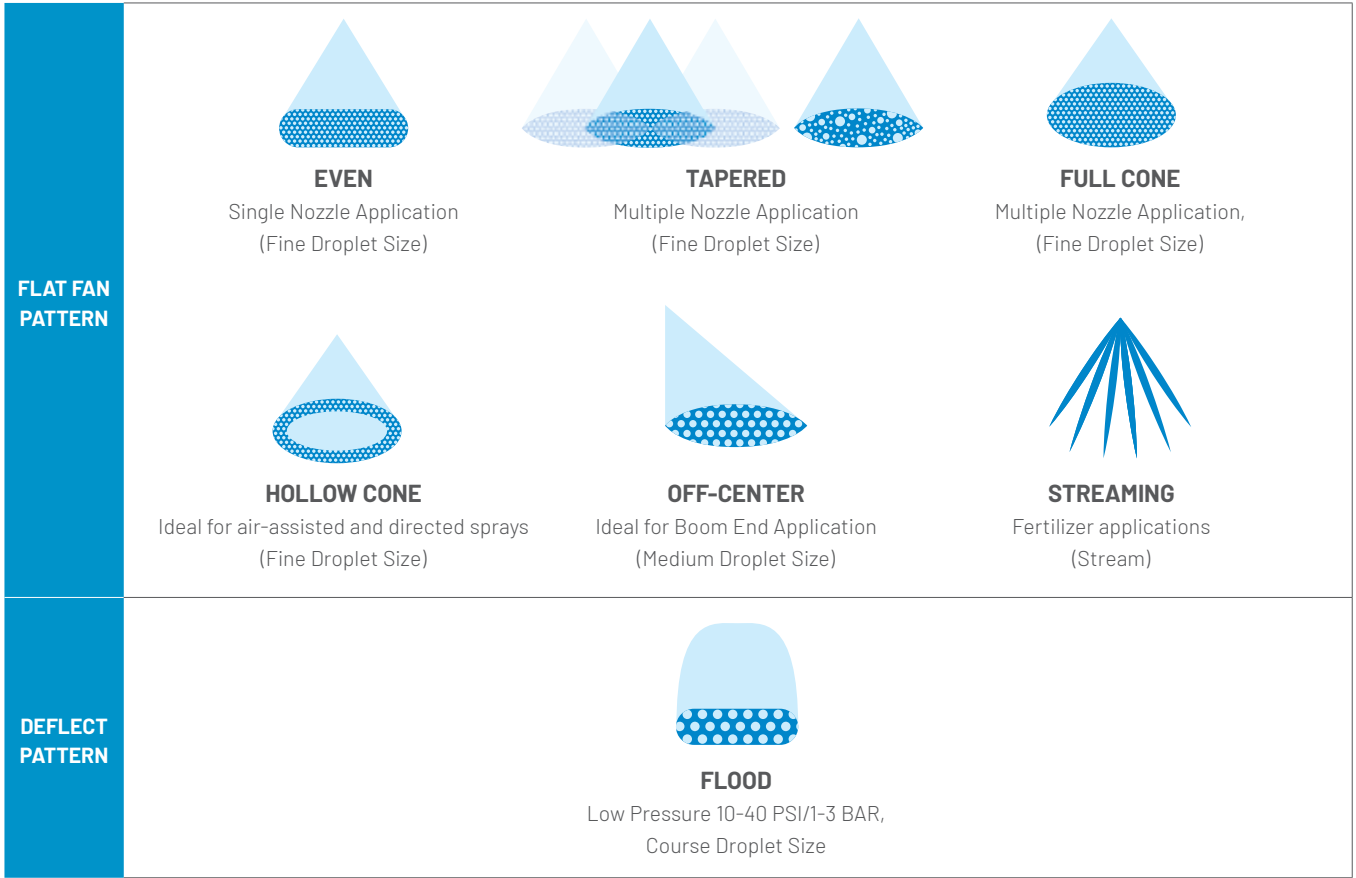 FLAT FAN
PATTERN
EVEN
Single Nozzle Application
(Fine Droplet Size)
TAPERED
Multiple Nozzle Application
(Fine Droplet Size)
FULL CONE
Multiple Nozzle Application,
(Fine Droplet Size)
HOLLOW CONE
Ideal for air-assisted and directed sprays
(Fine Droplet Size)
OFF-CENTER
Ideal for Boom End Application
(Medium Droplet Size)
STREAMING
Fertilizer applications
(Stream)
DEFLECT
PATTERN
FLOOD
Low Pressure 10-40 PSI/1-3 BAR,
Course Droplet Size